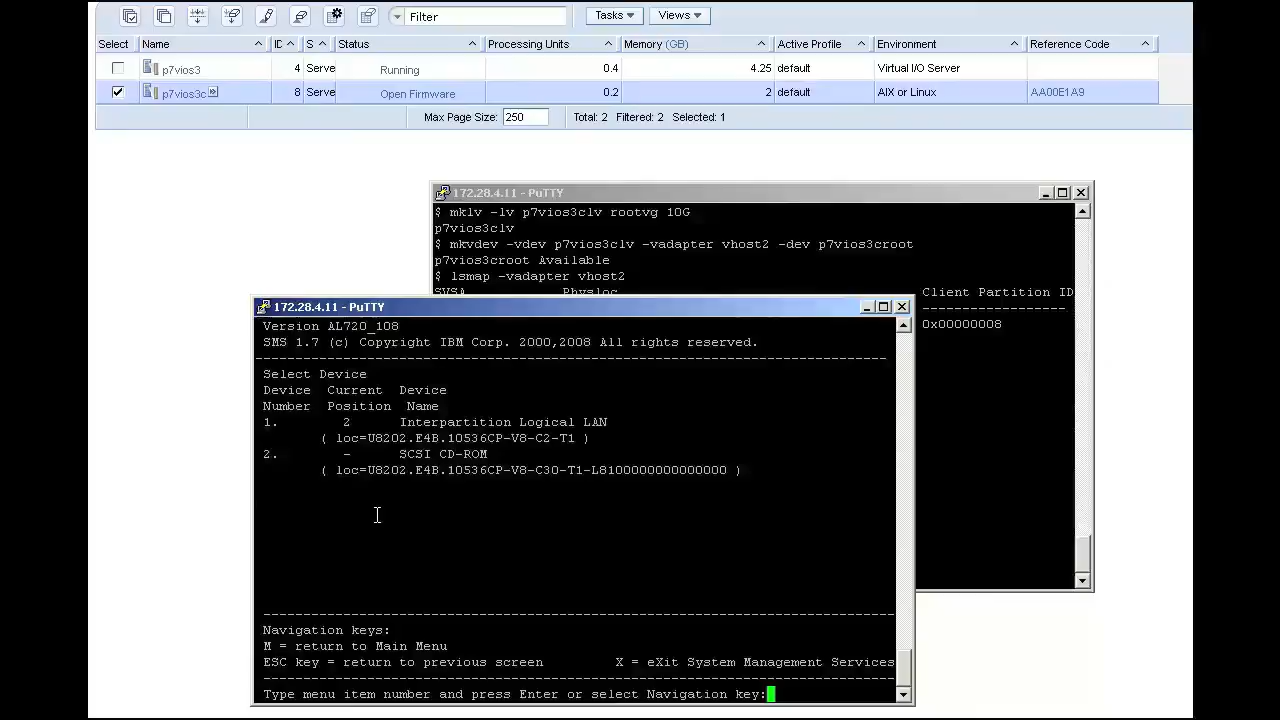 Filter Tasks Views
Select Name ID S Status Processing Units Memory (GB) Active Profile Environment Reference Code
p7vios3 4 Serve Running 0.4 4.25 default Virtual I/O Server
p7vios3c 8 Serve Open Firmware 0.2 2 default AIX or Linux AA00E1A9
Max Page Size: 250 Total: 2 Filtered: 2 Selected: 1
172.28.4.11 - PuTTY
$ mklv -lv p7vios3clv rootvg 10G
p7vios3clv
$ mkvdev -vdev p7vios3clv -vadapter vhost2 -dev p7vios3croot
p7vios3croot Available
$ lsmap -vadapter vhost2
SVSA Physloc Client Partition ID
--------------------
0x00000008
172.28.4.11 - PuTTY
Version AL720_108
SMS 1.7 (c) Copyright IBM Corp. 2000,2008 All rights reserved.
-------------------------------------------------------------------------------
Select Device
Device Current Device
Number Position Name
1. 2 Interpartition Logical LAN
( loc=U8202.E4B.10536CP-V8-C2-T1 )
2. - SCSI CD-ROM
( loc=U8202.E4B.10536CP-V8-C30-T1-L8100000000000000 )
-------------------------------------------------------------------------------
Navigation keys:
M = return to Main Menu
ESC key = return to previous screen X = eXit System Management Services
-------------------------------------------------------------------------------
Type menu item number and press Enter or select Navigation key: